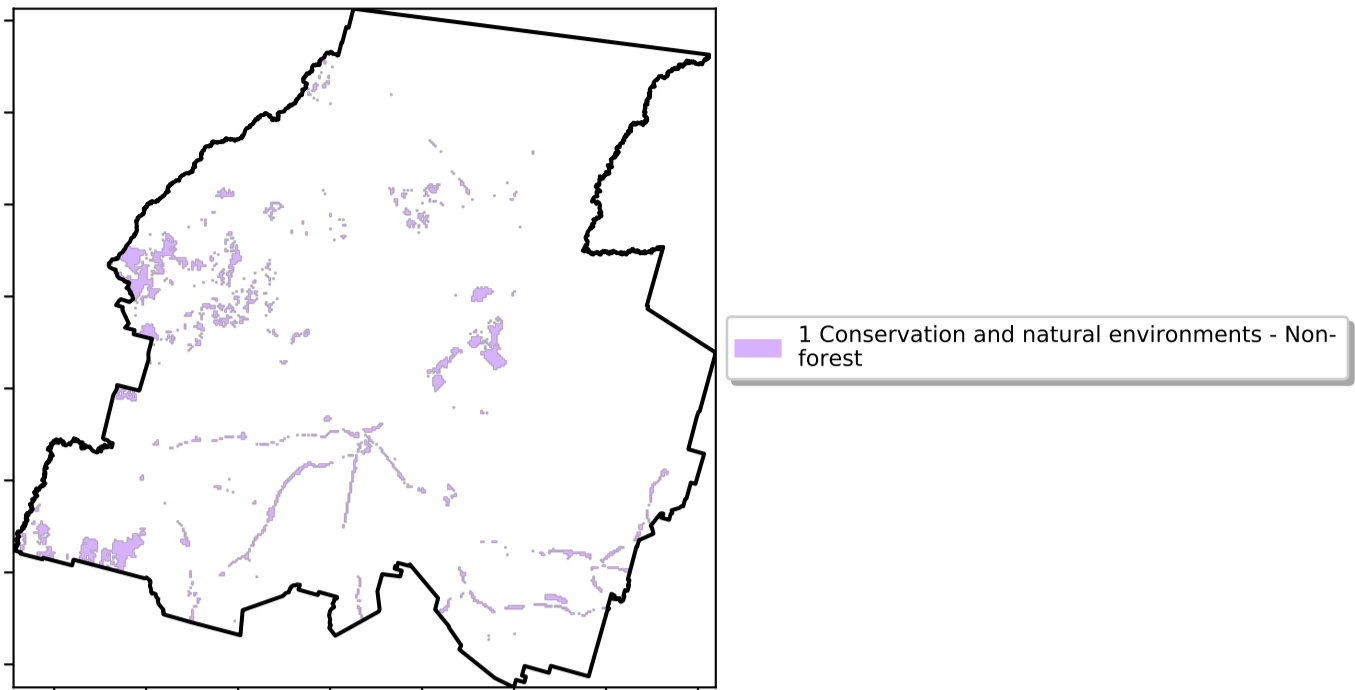 1 Conservation and natural environments - Non-
forest